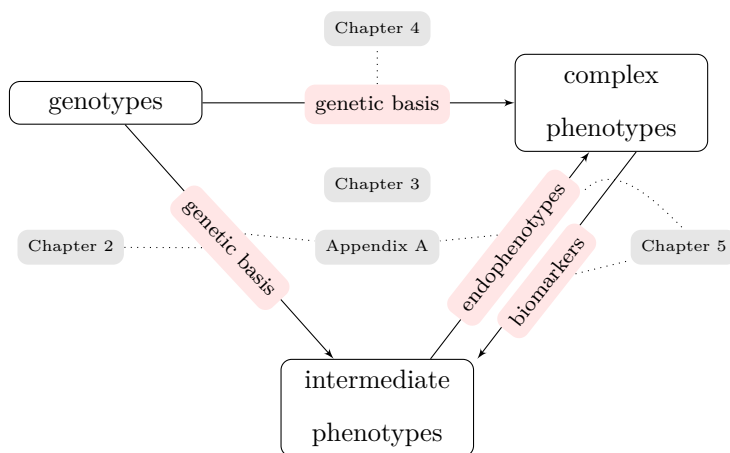 Chapter 4
genotypes
genetic basis
complex
phenotypes
Chapter 3
genetic basis
endophenotypes
Chapter 2
Appendix A
biomarkers
Chapter 5
intermediate
phenotypes